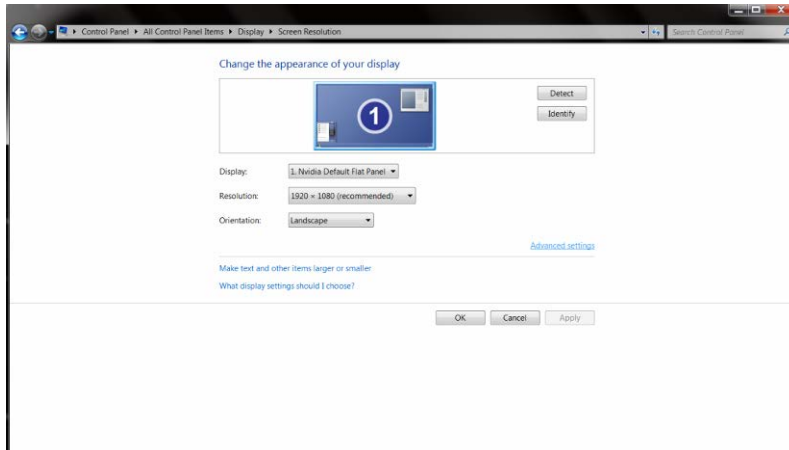 Control Panel ▸ All Control Panel Items ▸ Display ▸ Screen Resolution
Search Control Panel
Change the appearance of your display
1
Detect
Identify
Display: 1. Nvidia Default Flat Panel
Resolution: 1920 × 1080 (recommended)
Orientation: Landscape
Advanced settings
Make text and other items larger or smaller
What display settings should I choose?
OK Cancel Apply